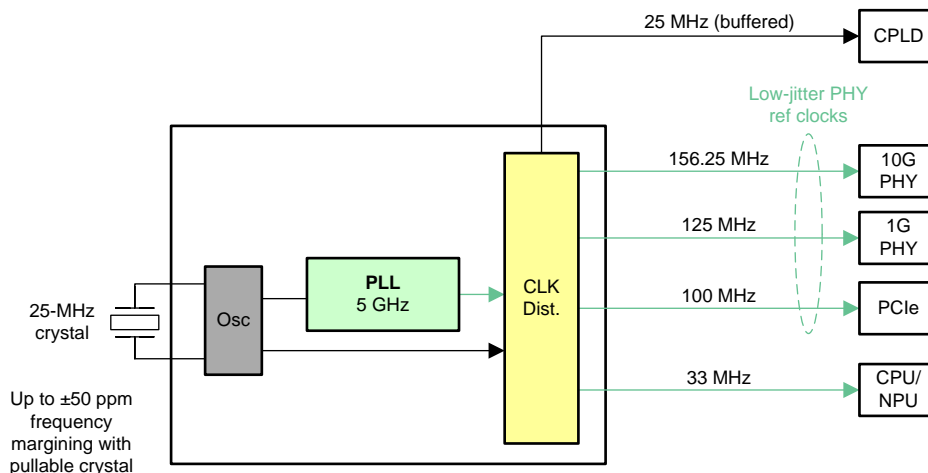 25 MHz (buffered)
CPLD
Low-jitter PHY
ref clocks
156.25 MHz
10G
PHY
125 MHz
1G
PHY
PLL
5 GHz
CLK
Dist.
25-MHz
crystal
Osc
100 MHz
PCIe
33 MHz
CPU/
NPU
Up to ±50 ppm
frequency
margining with
pullable crystal